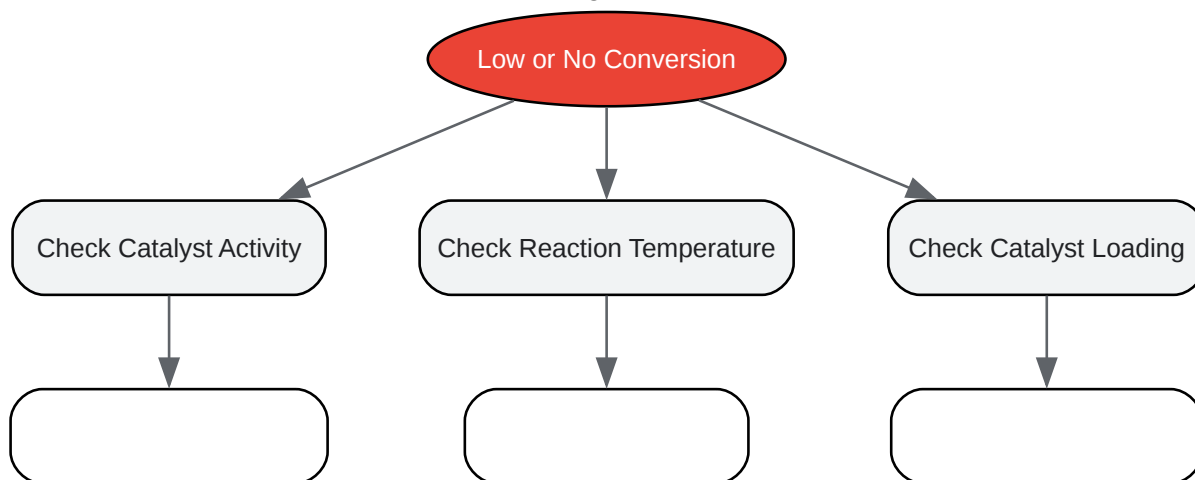 Low or No Conversion
Check Catalyst Activity
Check Reaction Temperature
Check Catalyst Loading